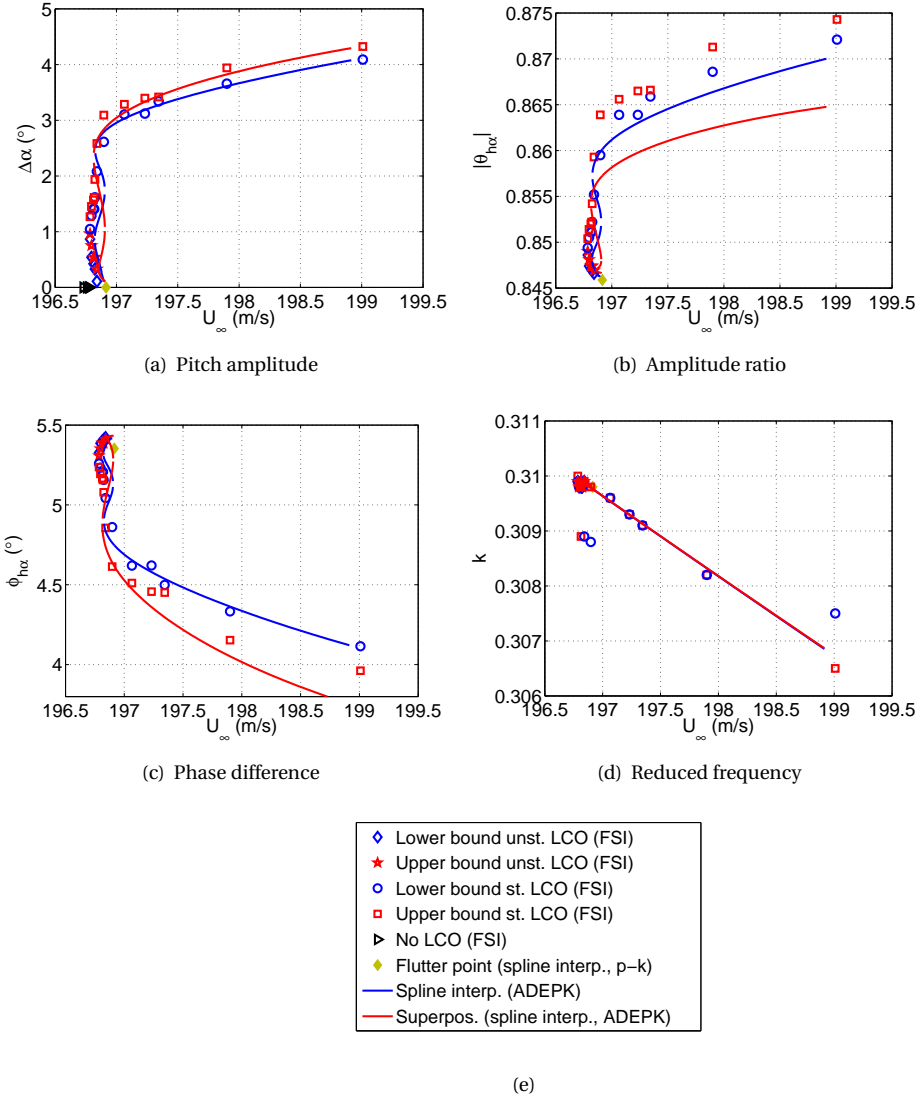 5
4
3
2
1
0
Δα (°)
196.5 197 197.5 198 198.5 199 199.5
U∞ (m/s)
(a) Pitch amplitude
0.875
0.87
0.865
0.86
0.855
0.85
0.845
|θhα|
196.5 197 197.5 198 198.5 199 199.5
U∞ (m/s)
(b) Amplitude ratio
5.5
5
4.5
4
ϕhα (°)
196.5 197 197.5 198 198.5 199 199.5
U∞ (m/s)
(c) Phase difference
0.311
0.31
0.309
0.308
0.307
0.306
k
196.5 197 197.5 198 198.5 199 199.5
U∞ (m/s)
(d) Reduced frequency
Lower bound unst. LCO (FSI)
Upper bound unst. LCO (FSI)
Lower bound st. LCO (FSI)
Upper bound st. LCO (FSI)
No LCO (FSI)
Flutter point (spline interp., p−k)
Spline interp. (ADEPK)
Superpos. (spline interp., ADEPK)
(e)